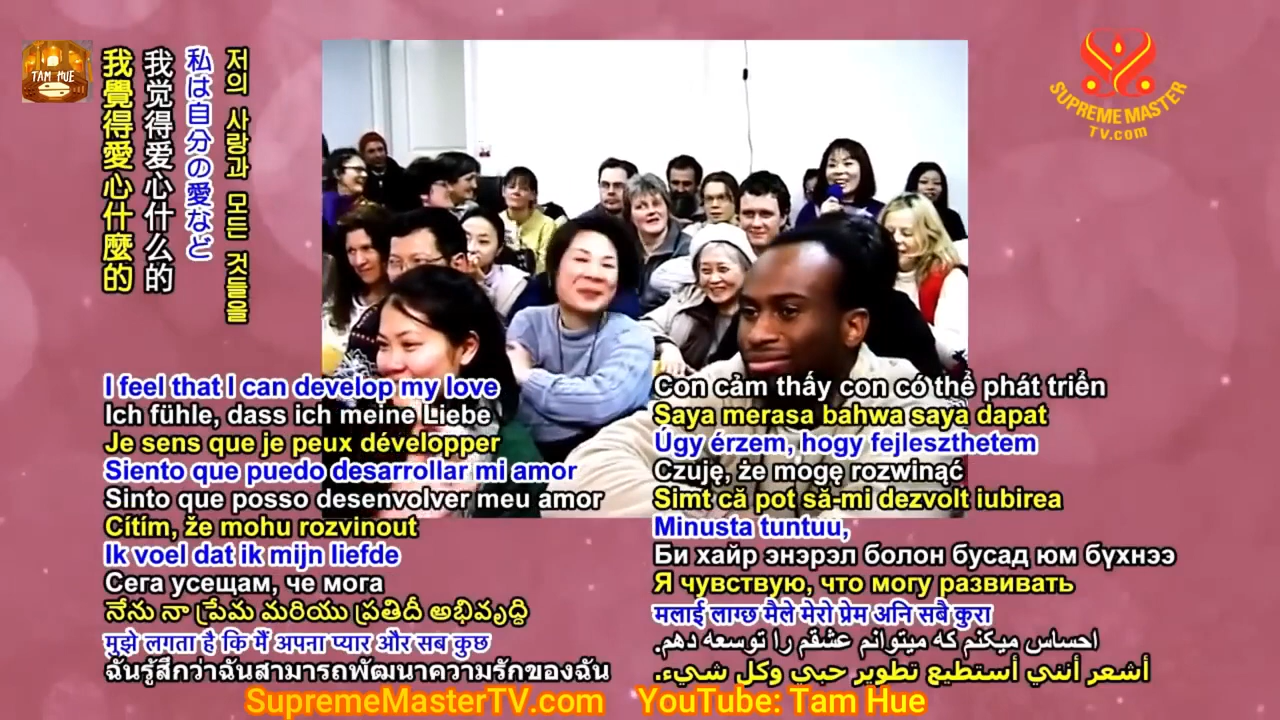 TAM HUE
我覺得愛心什麼的
我觉得爱心什么的
私は自分の愛など
저의 사랑과 모든 것들을
SUPREME MASTER
TV.com
I feel that I can develop my love
Ich fühle, dass ich meine Liebe
Je sens que je peux développer
Siento que puedo desarrollar mi amor
Sinto que posso desenvolver meu amor
Cítím, že mohu rozvinout
Ik voel dat ik mijn liefde
Сега усещам, че мога
నేను నా ప్రేమ మరియు ప్రతిదీ అభివృద్ధి
मुझे लगता है कि मैं अपना प्यार और सब कुछ
ฉันรู้สึกว่าฉันสามารถพัฒนาความรักของฉัน
Con cảm thấy con có thể phát triển
Saya merasa bahwa saya dapat
Úgy érzem, hogy fejleszthetem
Czuję, że mogę rozwinąć
Simt că pot să-mi dezvolt iubirea
Minusta tuntuu,
Би хайр энэрэл болон бусад юм бүхнээ
Я чувствую, что могу развивать
मलाई लाग्छ मैले मेरो प्रेम अनि सबै कुरा
احساس میکنم که میتوانم عشقم را توسعه دهم.
أشعر أنني أستطيع تطوير حبي وكل شيء.
SupremeMasterTV.com YouTube: Tam Hue